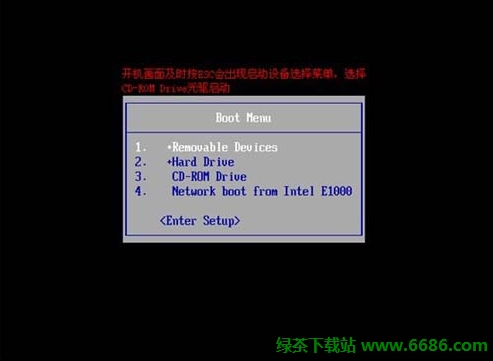 开机画面及时按ESC会出现启动设备选择菜单，选择
CD-ROM Drive光驱启动
Boot Menu
1. +Removable Devices
2. +Hard Drive
3. CD-ROM Drive
4. Network boot from Intel E1000
<Enter Setup>
绿茶下载站 www.6686.com